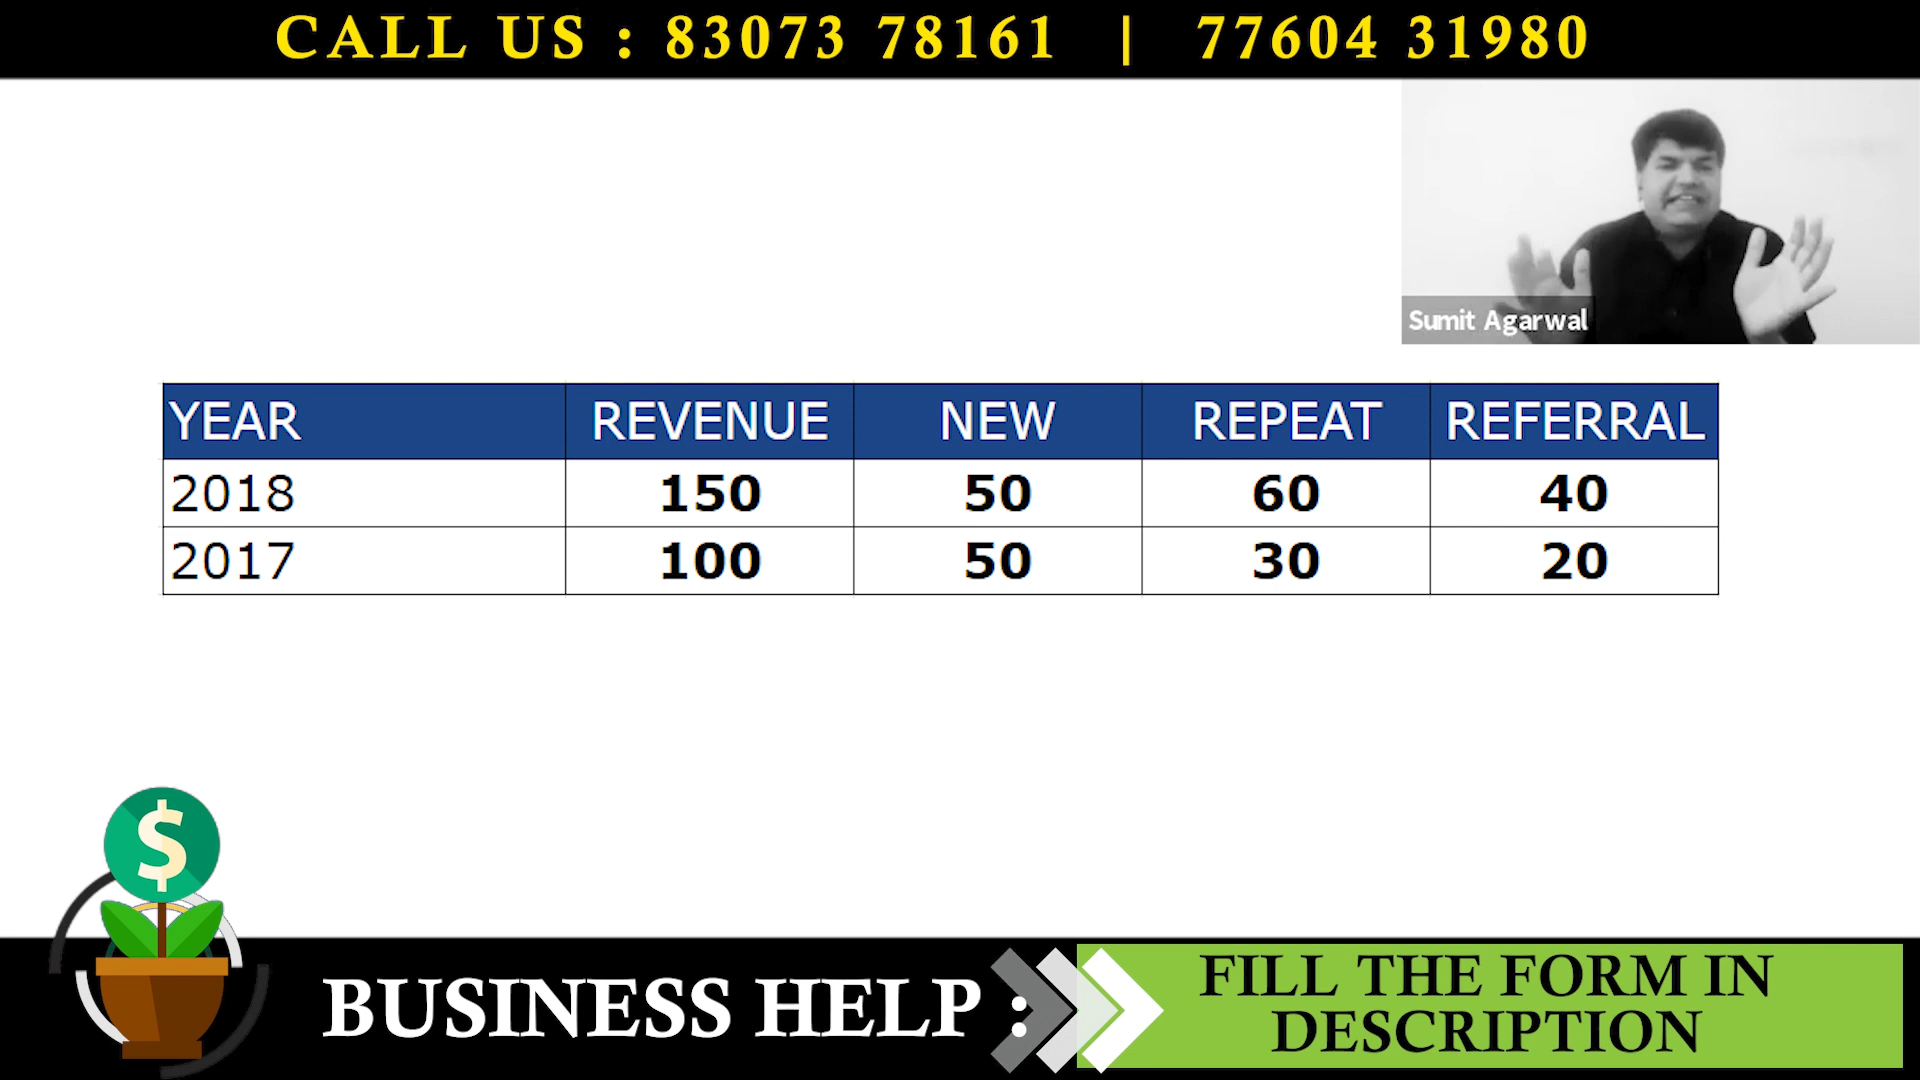 CALL US : 83073 78161 | 77604 31980
Sumit Agarwal
YEAR REVENUE NEW REPEAT REFERRAL
2018 150 50 60 40
2017 100 50 30 20
$
BUSINESS HELP :
FILL THE FORM IN
DESCRIPTION